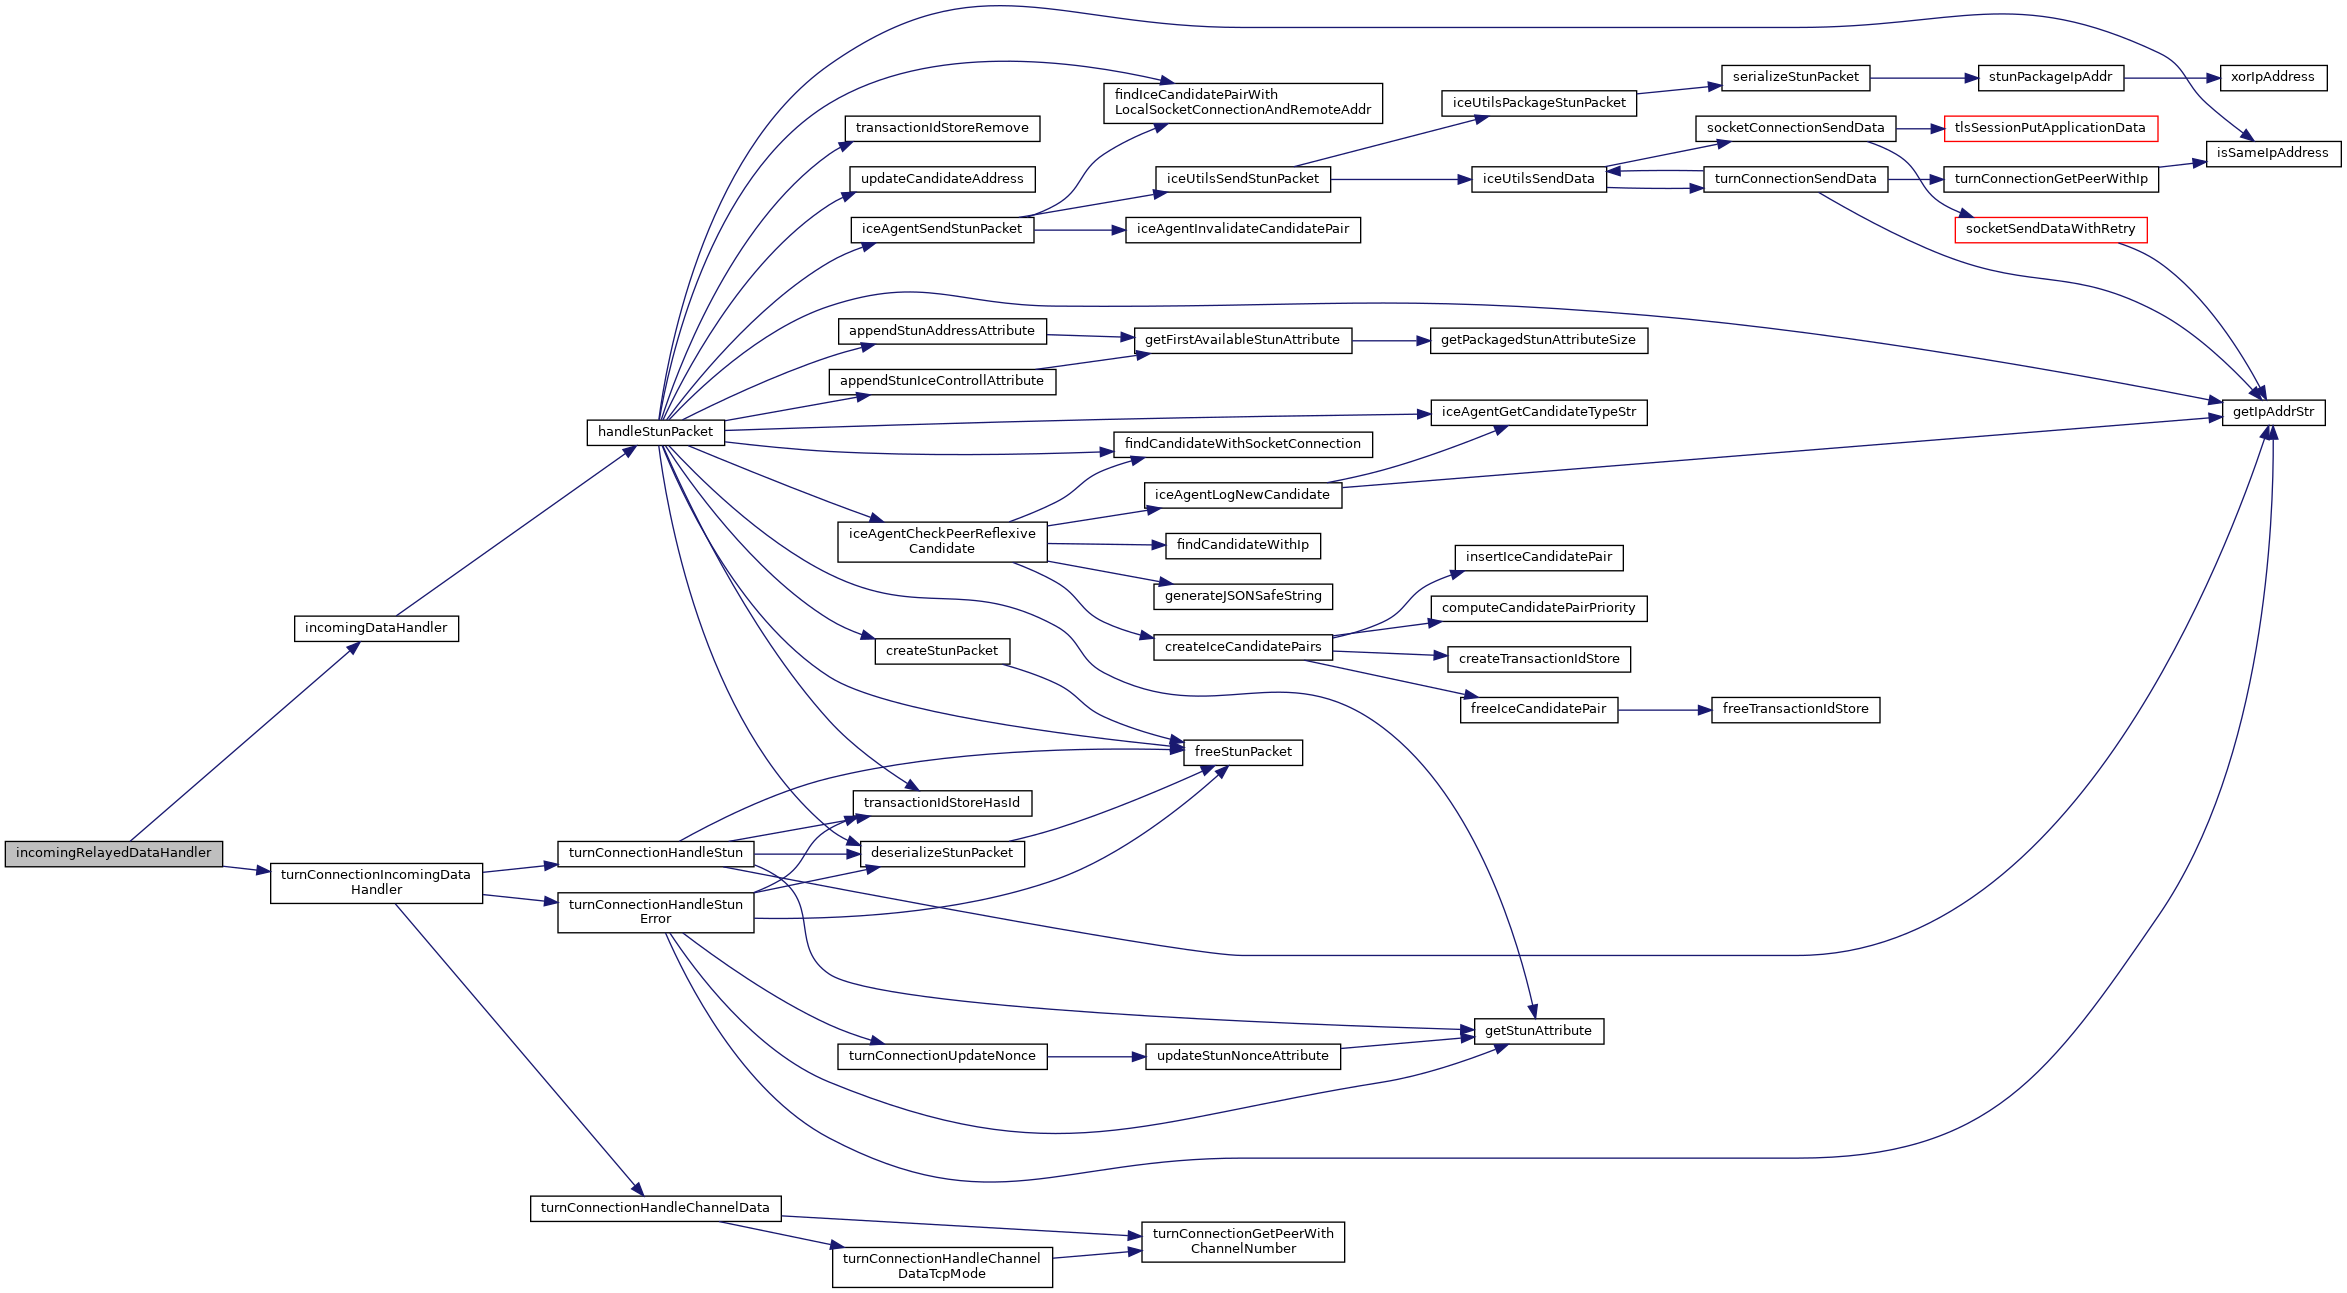 incomingRelayedDataHandler
incomingDataHandler
turnConnectionIncomingData
Handler
handleStunPacket
turnConnectionHandleStun
turnConnectionHandleStun
Error
turnConnectionHandleChannelData
transactionIdStoreRemove
updateCandidateAddress
iceAgentSendStunPacket
appendStunAddressAttribute
appendStunIceControllAttribute
iceAgentCheckPeerReflexive
Candidate
createStunPacket
transactionIdStoreHasId
deserializeStunPacket
turnConnectionUpdateNonce
turnConnectionHandleChannel
DataTcpMode
findIceCandidatePairWith
LocalSocketConnectionAndRemoteAddr
iceUtilsSendStunPacket
iceAgentInvalidateCandidatePair
getFirstAvailableStunAttribute
findCandidateWithSocketConnection
iceAgentLogNewCandidate
findCandidateWithIp
generateJSONSafeString
createIceCandidatePairs
freeStunPacket
updateStunNonceAttribute
turnConnectionGetPeerWith
ChannelNumber
iceUtilsPackageStunPacket
iceUtilsSendData
getPackagedStunAttributeSize
iceAgentGetCandidateTypeStr
insertIceCandidatePair
computeCandidatePairPriority
createTransactionIdStore
freeIceCandidatePair
getStunAttribute
serializeStunPacket
socketConnectionSendData
turnConnectionSendData
freeTransactionIdStore
stunPackageIpAddr
tlsSessionPutApplicationData
turnConnectionGetPeerWithIp
socketSendDataWithRetry
xorIpAddress
isSameIpAddress
getIpAddrStr